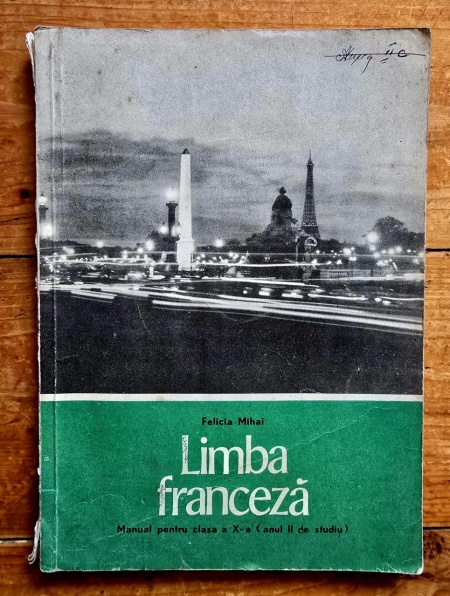 Felicia Mihai
Limba
franceză
Manual pentru clasa a X-a (anul II de studiu)